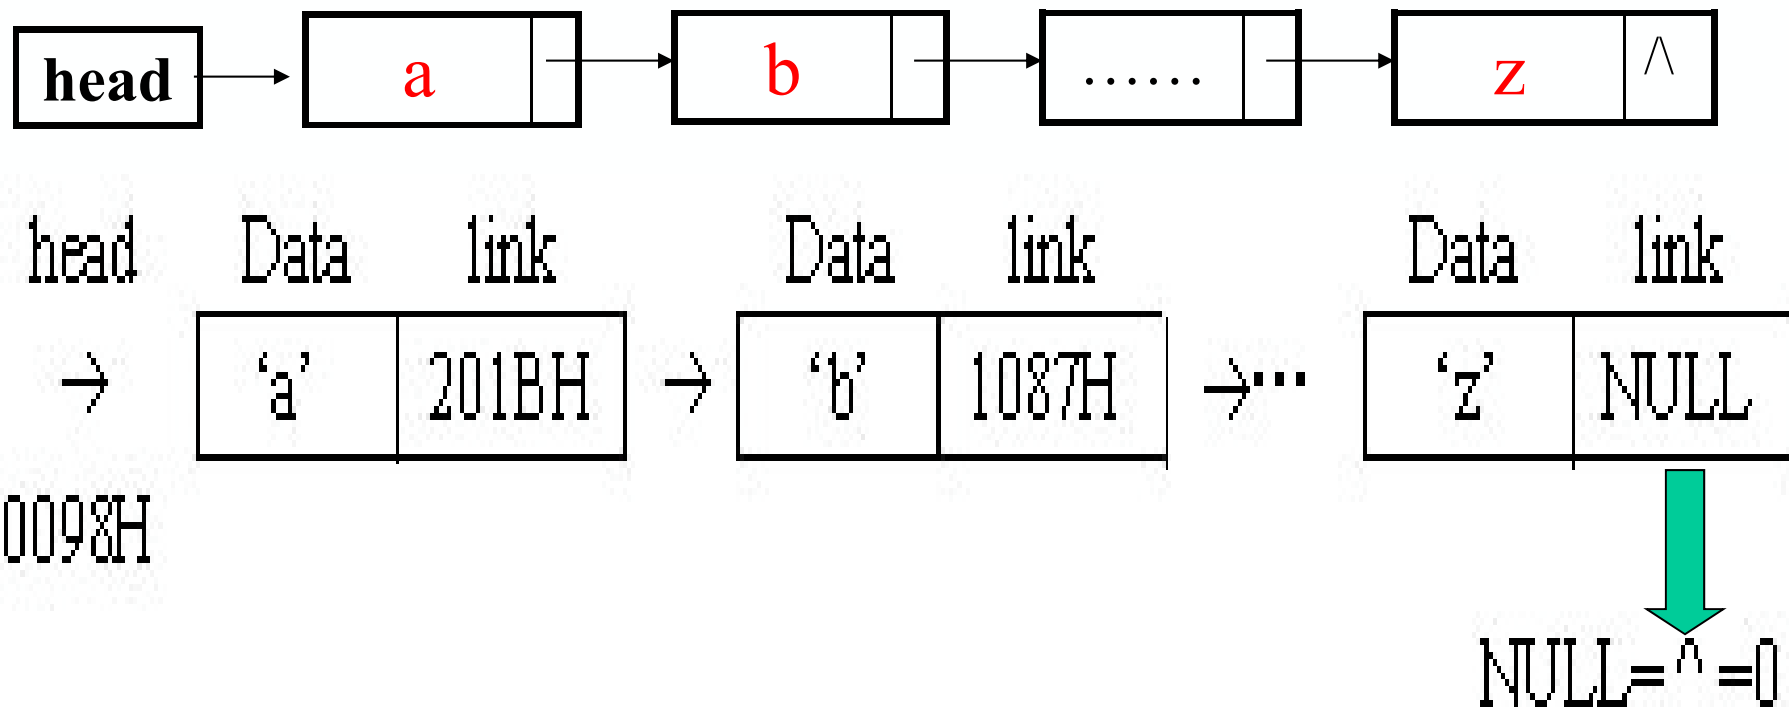 head a b ...... z ^
head Data link Data link Data link
→ 'a' 201BH → 'b' 1087H →… 'z' NULL
0098H
NULL=^=0